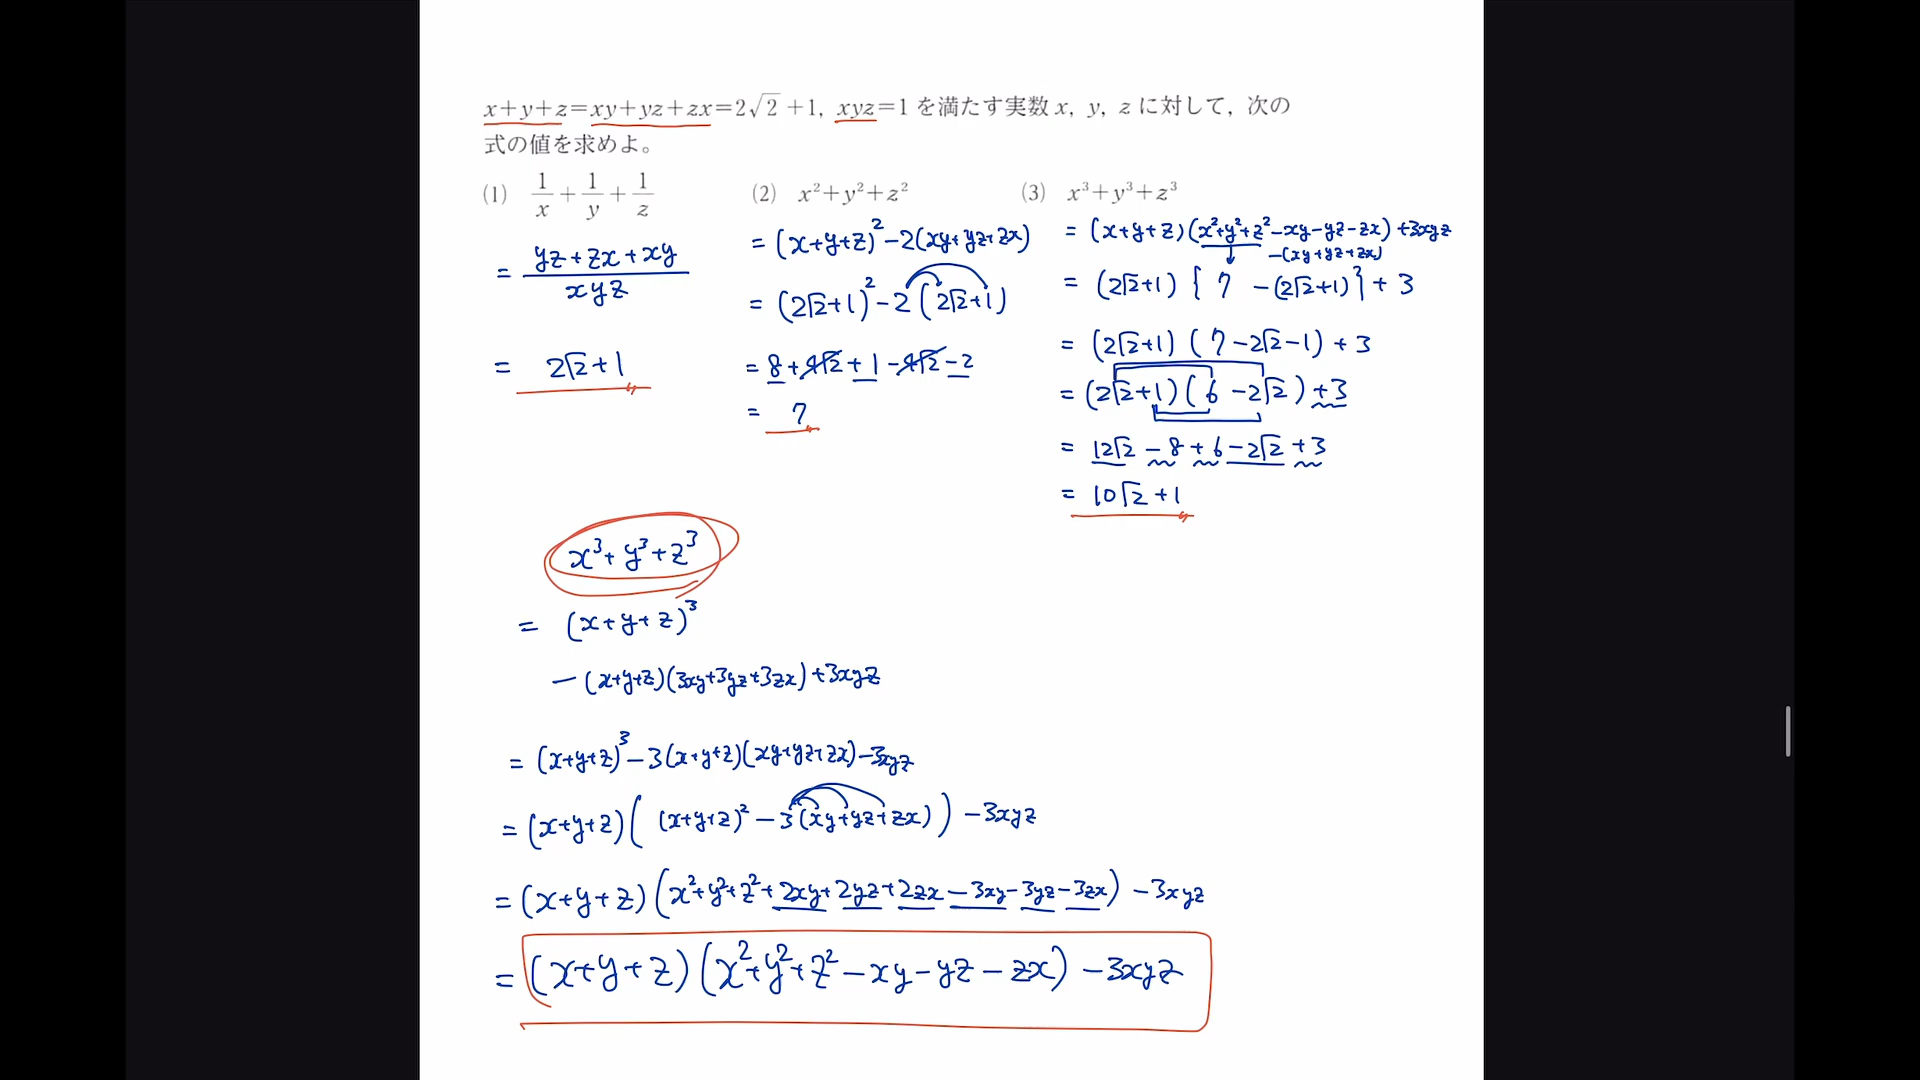 x+y+z=xy+yz+zx=2√2+1, xyz=1 を満たす実数 x, y, z に対して, 次の
式の値を求めよ。
(1) 1/x + 1/y + 1/z
= (yz+zx+xy)/(xyz)
= 2√2+1
(2) x²+y²+z²
= (x+y+z)²-2(xy+yz+zx)
= (2√2+1)²-2(2√2+1)
= 8+4√2+1-4√2-2
= 7
(3) x³+y³+z³
= (x+y+z)(x²+y²+z²-xy-yz-zx)+3xyz
-(xy+yz+zx)
= (2√2+1){7-(2√2+1)}+3
= (2√2+1)(7-2√2-1)+3
= (2√2+1)(6-2√2)+3
= 12√2-8+6-2√2+3
= 10√2+1
x³+y³+z³
= (x+y+z)³
-(x+y+z)(3xy+3yz+3zx)+3xyz
= (x+y+z)³-3(x+y+z)(xy+yz+zx)-3xyz
= (x+y+z)((x+y+z)²-3(xy+yz+zx))-3xyz
= (x+y+z)(x²+y²+z²+2xy+2yz+2zx-3xy-3yz-3zx)-3xyz
= (x+y+z)(x²+y²+z²-xy-yz-zx)-3xyz